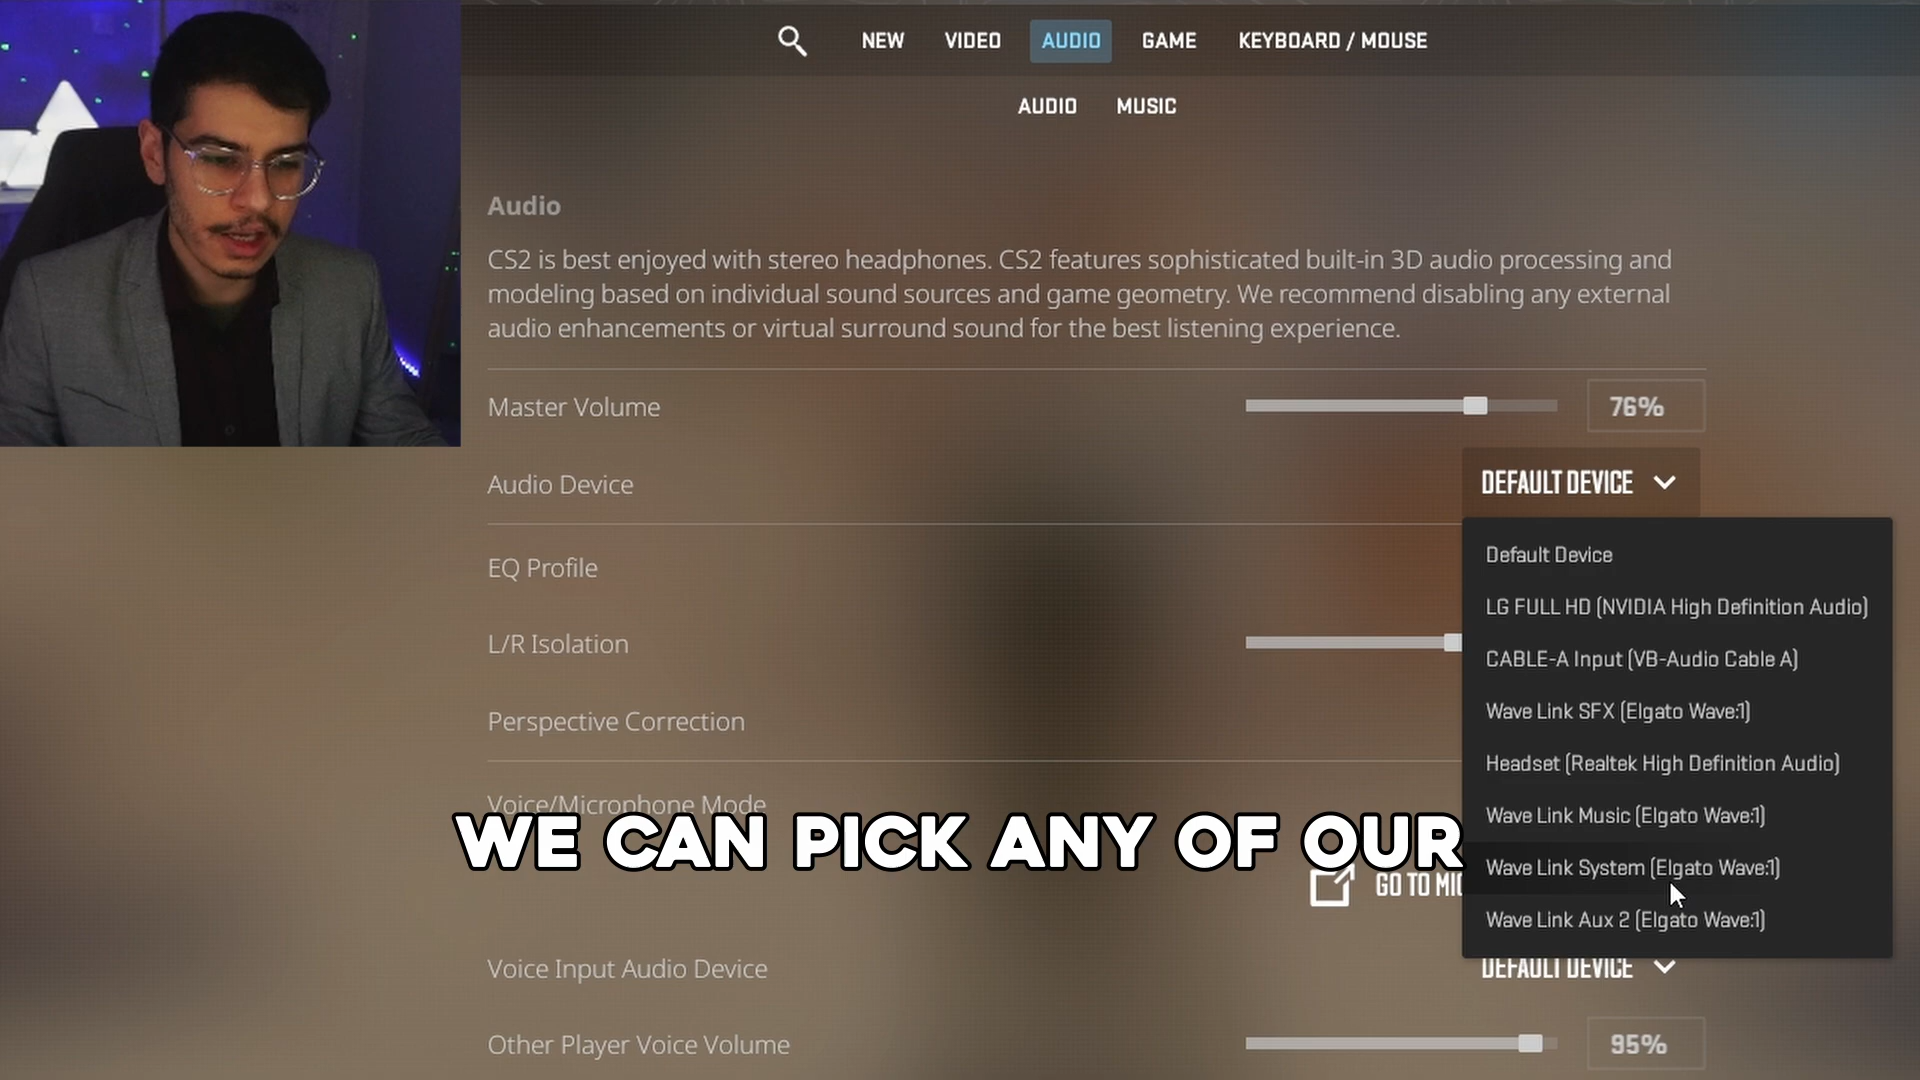 NEW VIDEO AUDIO GAME KEYBOARD / MOUSE
AUDIO MUSIC
Audio
CS2 is best enjoyed with stereo headphones. CS2 features sophisticated built-in 3D audio processing and
modeling based on individual sound sources and game geometry. We recommend disabling any external
audio enhancements or virtual surround sound for the best listening experience.
Master Volume 76%
Audio Device DEFAULT DEVICE
Default Device
EQ Profile
LG FULL HD (NVIDIA High Definition Audio)
L/R Isolation
CABLE-A Input (VB-Audio Cable A)
Wave Link SFX (Elgato Wave:1)
Perspective Correction
Headset (Realtek High Definition Audio)
Voice/Microphone Mode
Wave Link Music (Elgato Wave:1)
WE CAN PICK ANY OF OUR
Wave Link System (Elgato Wave:1)
GO TO
Wave Link Aux 2 (Elgato Wave:1)
Voice Input Audio Device DEFAULT DEVICE
Other Player Voice Volume 95%